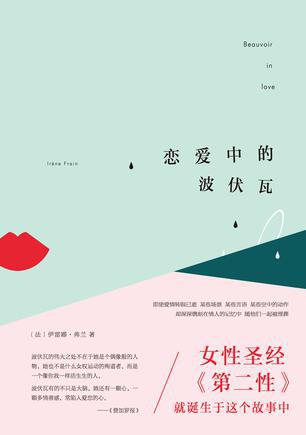 Beauvoir
in
love
恋爱中的
Irène Frain
波伏瓦
即使爱情转瞬已逝 某些场景 某些言语 某些空中的动作
却深深镌刻在情人的记忆中 随他们一起被埋葬
〔法〕伊雷娜·弗兰 著
波伏瓦的伟大之处不在于她是个偶像般的人
物，她也不是什么女权运动的殉道者，而是
一个像你我一样活生生的人。
波伏瓦有的不只是大脑，她还有一颗心，一
颗多情善感、常陷入爱恋的心。
——《费加罗报》
女性圣经
《第二性》
就诞生于这个故事中